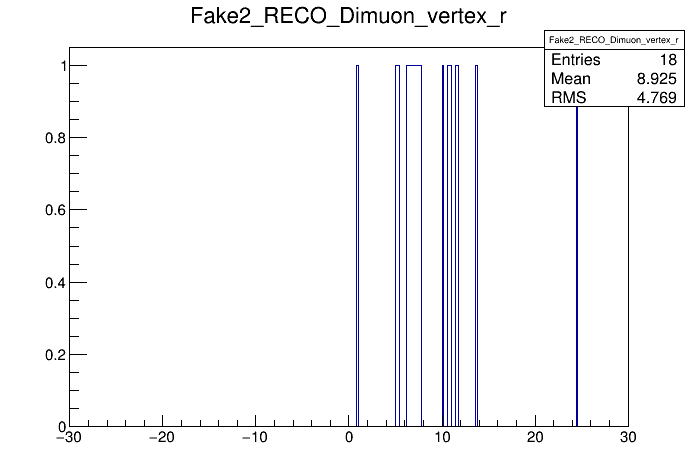 Fake2_RECO_Dimuon_vertex_r
Fake2_RECO_Dimuon_vertex_r
Entries 18
Mean 8.925
RMS 4.769
1
0.8
0.6
0.4
0.2
0
−30 −20 −10 0 10 20 30